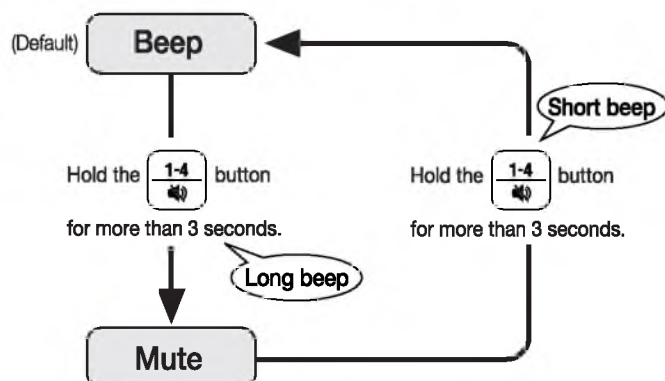 (Default) Beep
Short beep
Hold the 1-4 button
for more than 3 seconds.
Long beep
Hold the 1-4 button
for more than 3 seconds.
Mute